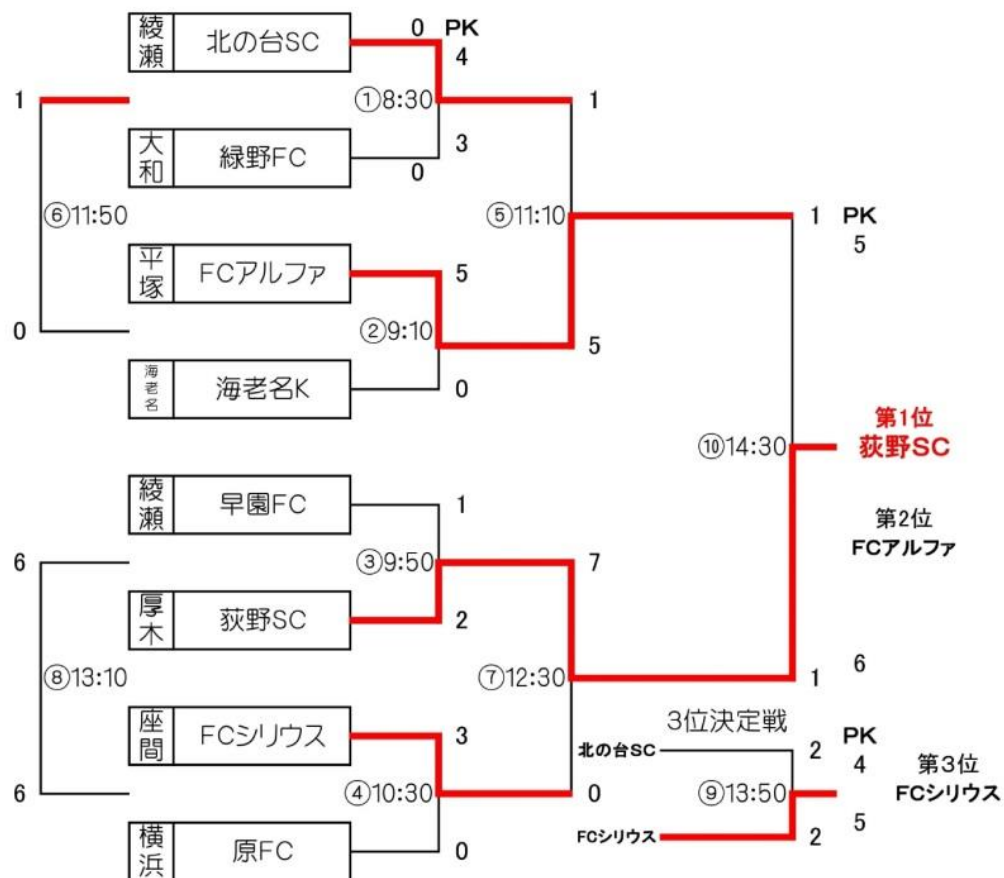 0 PK
綾瀬 北の台SC 4
1 ①8:30 1
大和 緑野FC 3
0
⑥11:50 ⑤11:10 1 PK
5
平塚 FCアルファ 5
0 ②9:10 5
海老名 海老名K 0
第1位
⑩14:30 荻野SC
綾瀬 早園FC 1
第2位
FCアルファ
6 ③9:50 7
厚木 荻野SC 2
⑧13:10 ⑦12:30 1 6
3位決定戦
座間 FCシリウス 3
北の台SC 2 PK
4
第3位
6 ④10:30 0 ⑨13:50 FCシリウス
5
FCシリウス 2
横浜 原FC 0